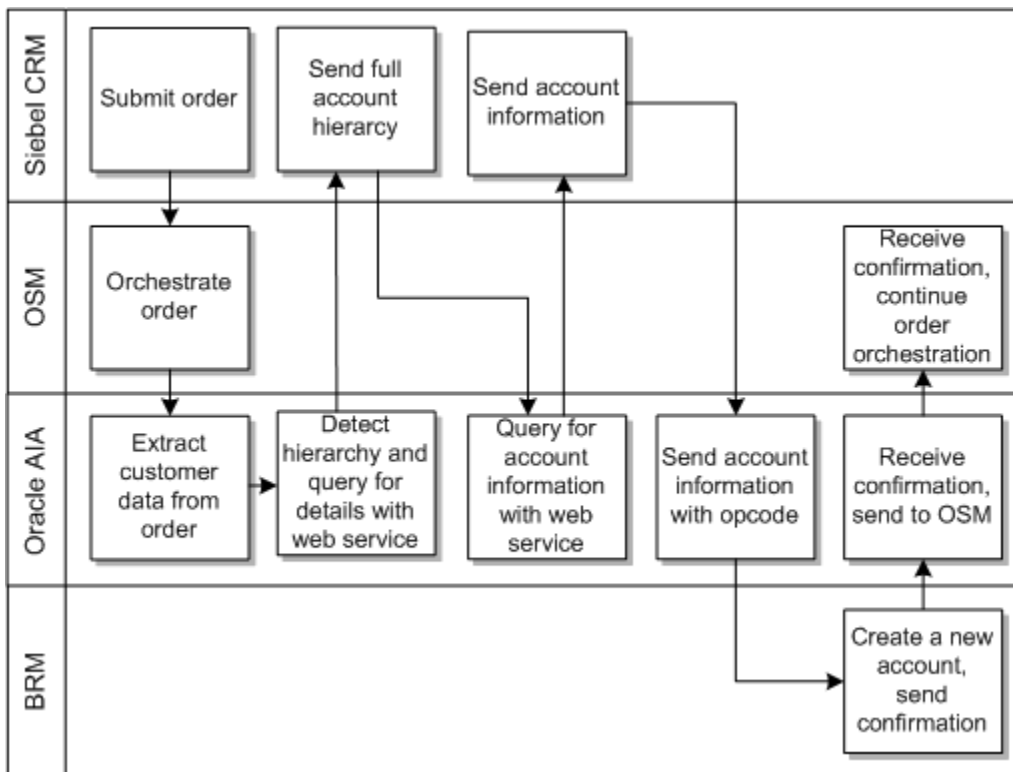 Siebel CRM
Submit order
Send full
account
hierarcy
Send account
information
OSM
Orchestrate
order
Receive
confirmation,
continue
order
orchestration
Oracle AIA
Extract
customer
data from
order
Detect
hierarchy and
query for
details with
web service
Query for
account
information
with web
service
Send account
information
with opcode
Receive
confirmation,
send to OSM
BRM
Create a new
account,
send
confirmation